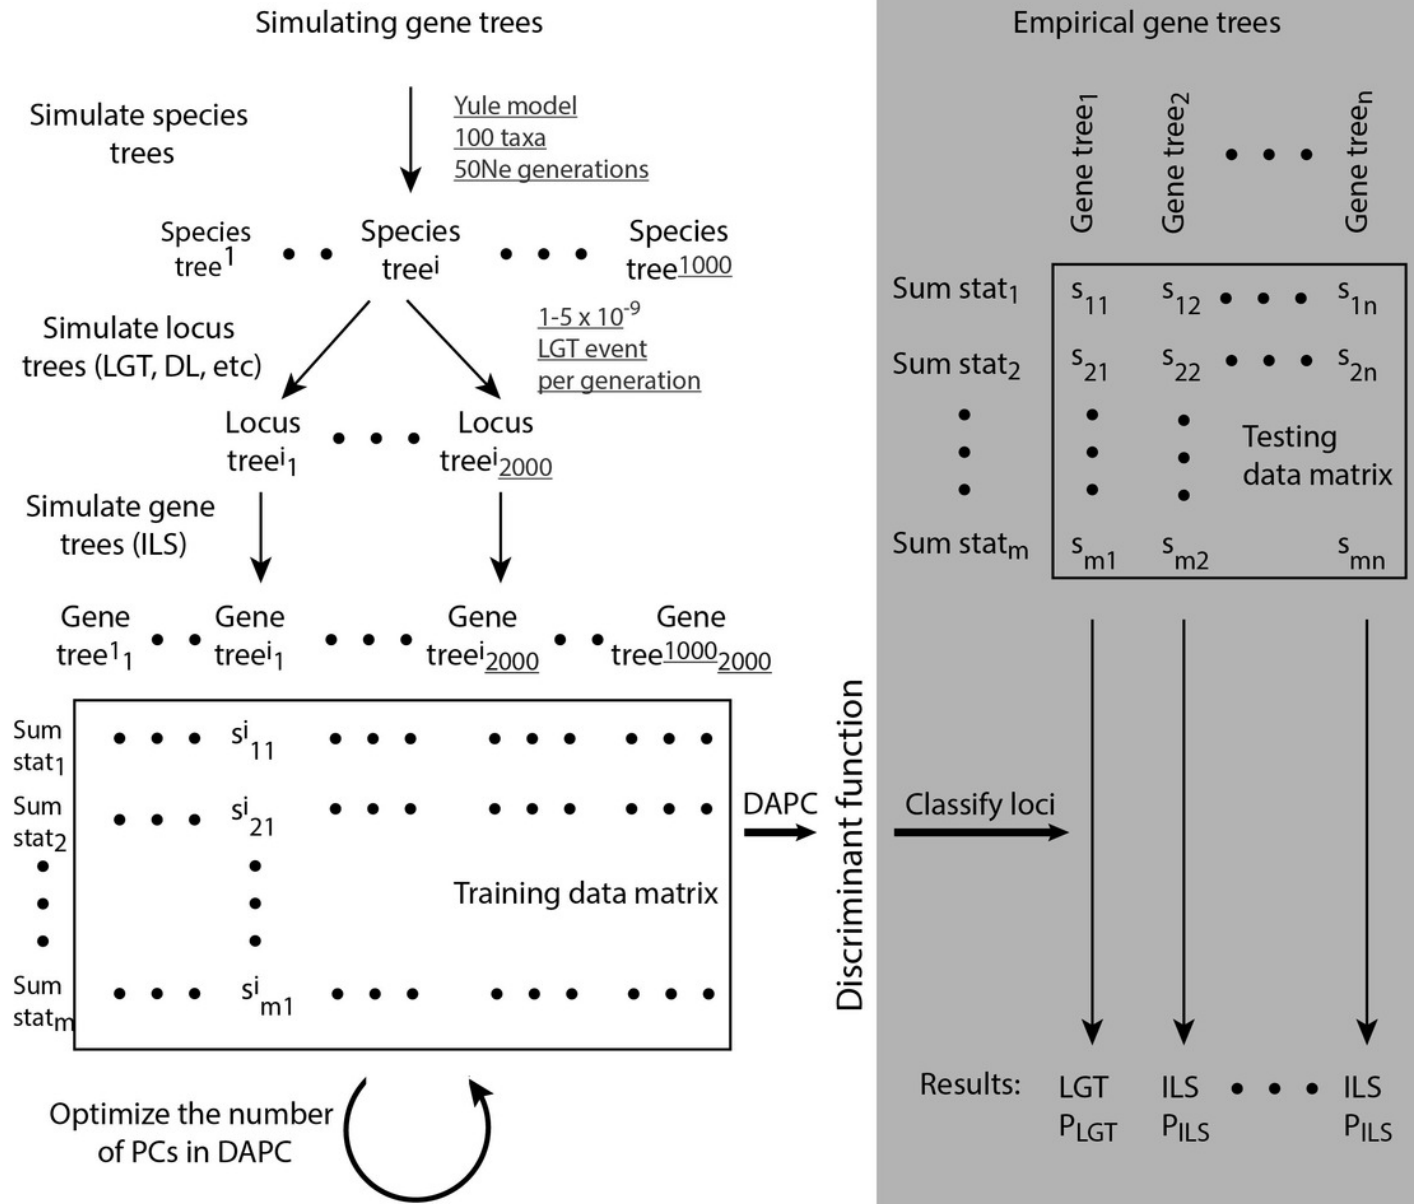 Simulating gene trees
Simulate species
trees
Yule model
100 taxa
50Ne generations
Species
tree¹
Species
treeⁱ
Species
tree¹⁰⁰⁰
Simulate locus
trees (LGT, DL, etc)
1-5 x 10⁻⁹
LGT event
per generation
Locus
treeⁱ₁
Locus
treeⁱ₂₀₀₀
Simulate gene
trees (ILS)
Gene
tree¹₁
Gene
treeⁱ₁
Gene
treeⁱ₂₀₀₀
Gene
tree¹⁰⁰⁰₂₀₀₀
Sum
stat₁
sⁱ₁₁
Sum
stat₂
sⁱ₂₁
Training data matrix
Sum
statₘ
sⁱₘ₁
Optimize the number
of PCs in DAPC
DAPC
Discriminant function
Empirical gene trees
Gene tree₁
Gene tree₂
Gene treeₙ
Sum stat₁
s₁₁
s₁₂
s₁ₙ
Sum stat₂
s₂₁
s₂₂
s₂ₙ
Testing
data matrix
Sum statₘ
sₘ₁
sₘ₂
sₘₙ
Classify loci
Results:
LGT
P_LGT
ILS
P_ILS
ILS
P_ILS